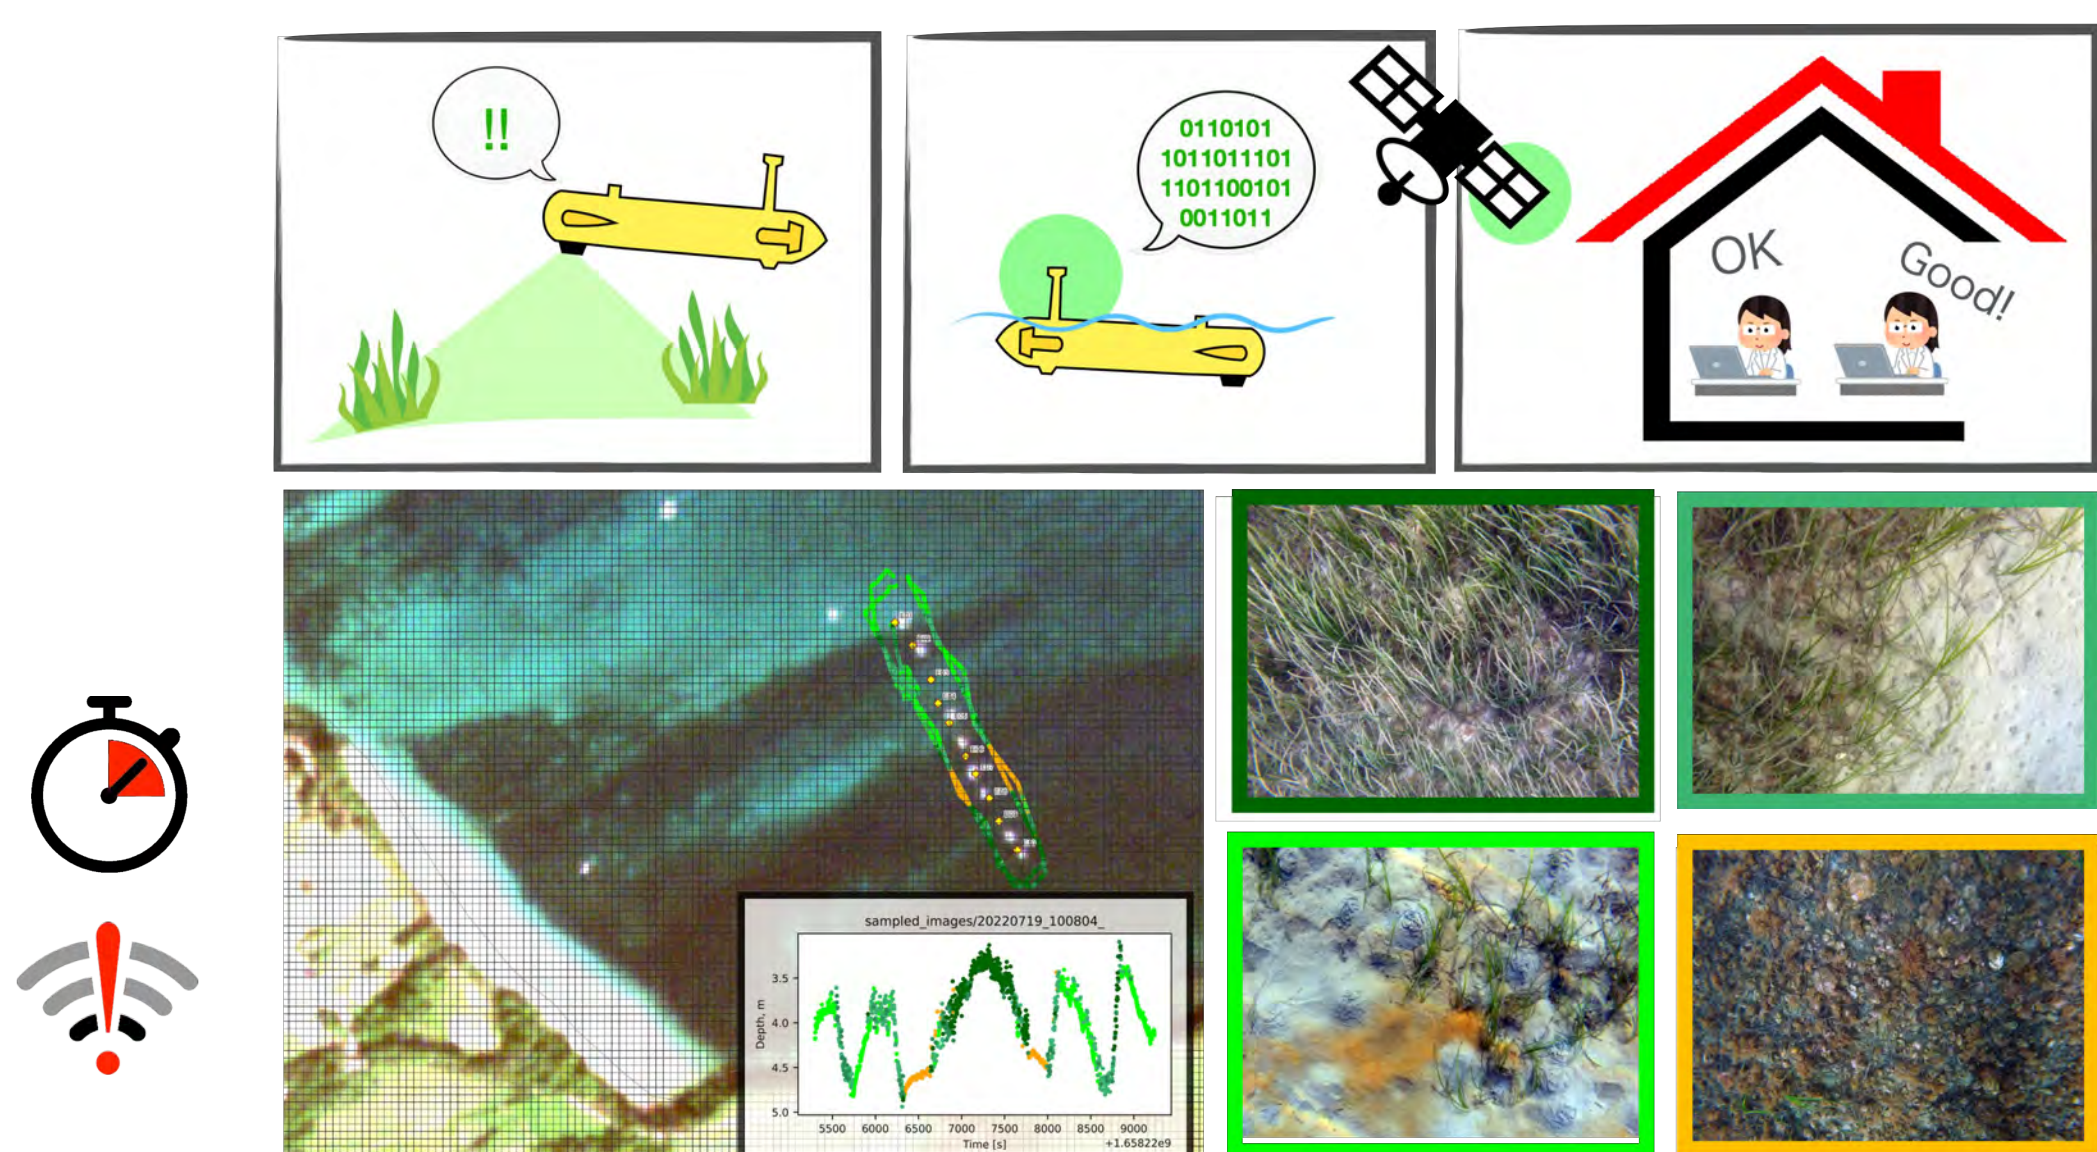 !!
0110101
1011011101
1101100101
0011011
OK
Good!
sampled_images/20220719_100804_
Depth, m
3.5
4.0
4.5
5.0
5500 6000 6500 7000 7500 8000 8500 9000
Time [s]
+1.65822e9